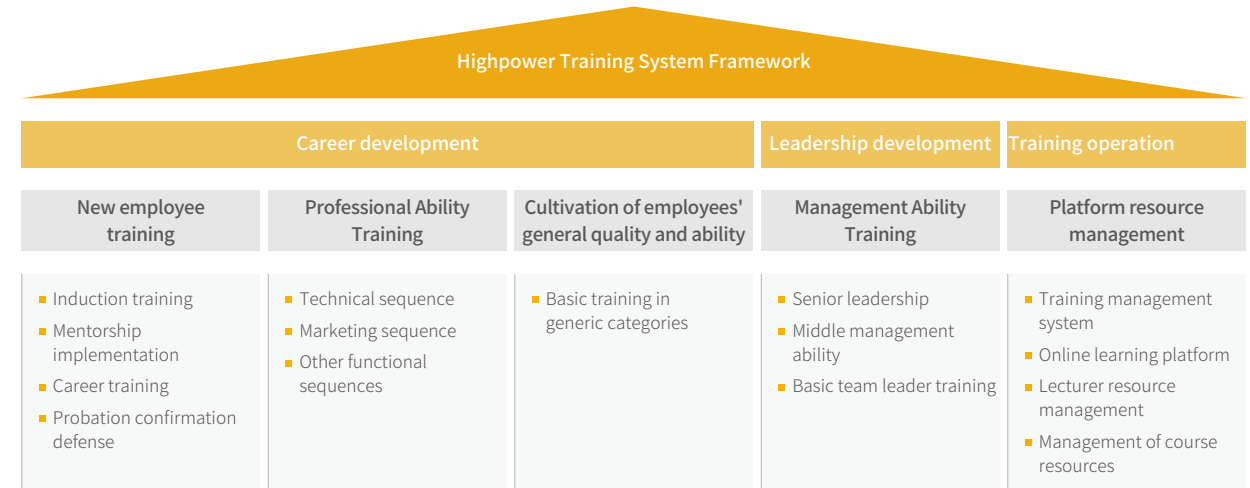 Highpower Training System Framework
Career development
Leadership development
Training operation
New employee
training
Professional Ability
Training
Cultivation of employees'
general quality and ability
Management Ability
Training
Platform resource
management
Induction training
Mentorship
implementation
Career training
Probation confirmation
defense
Technical sequence
Marketing sequence
Other functional
sequences
Basic training in
generic categories
Senior leadership
Middle management
ability
Basic team leader training
Training management
system
Online learning platform
Lecturer resource
management
Management of course
resources